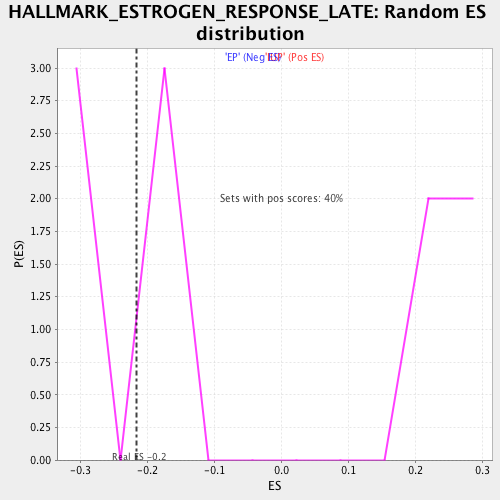 HALLMARK_ESTROGEN_RESPONSE_LATE: Random ES
distribution
'EP' (Pos ES)
3.00
2.75
2.50
2.25
2.00
Sets with pos scores: 40%
1.75
P(ES)
1.50
1.25
1.00
0.75
0.50
0.25
0.00
Real ES -0.2
-0.3
-0.2
-0.1
0.0
0.1
0.2
0.3
ES